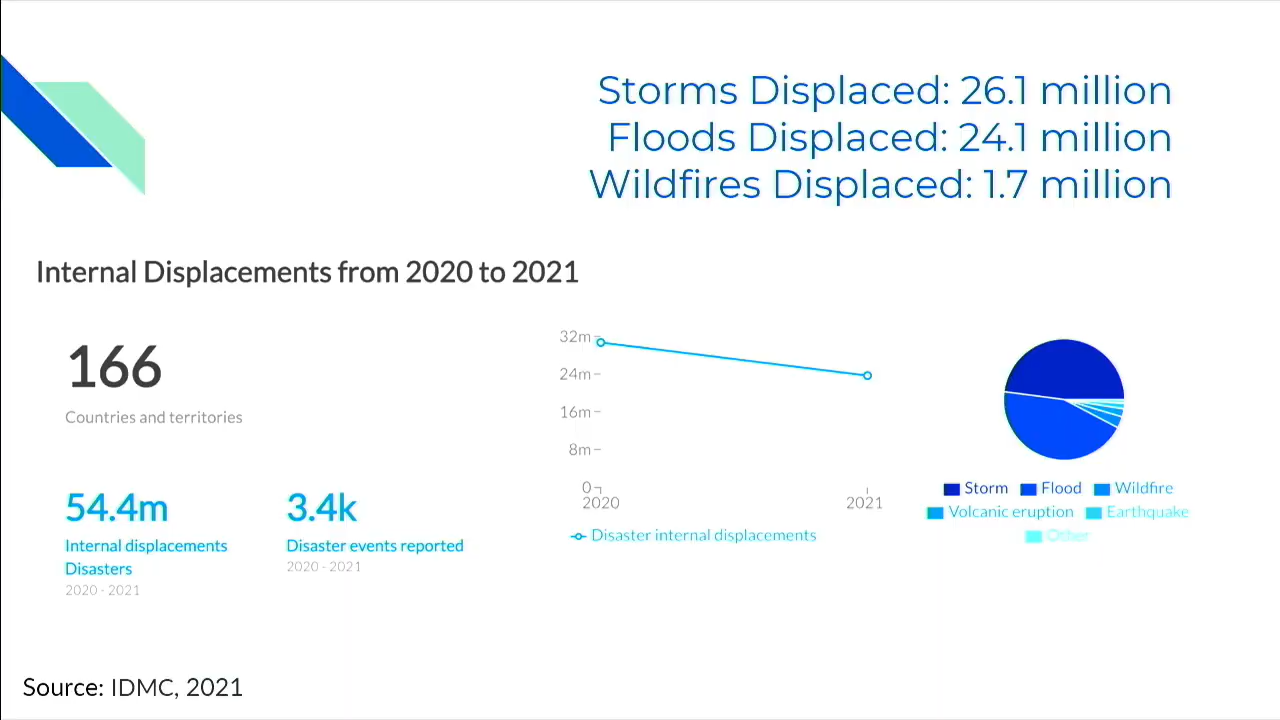 Storms Displaced: 26.1 million
Floods Displaced: 24.1 million
Wildfires Displaced: 1.7 million
Internal Displacements from 2020 to 2021
166
Countries and territories
54.4m
Internal displacements
Disasters
2020 - 2021
3.4k
Disaster events reported
2020 - 2021
32m
24m
16m
8m
0
2020
2021
Disaster internal displacements
Storm
Flood
Wildfire
Volcanic eruption
Earthquake
Other
Source: IDMC, 2021